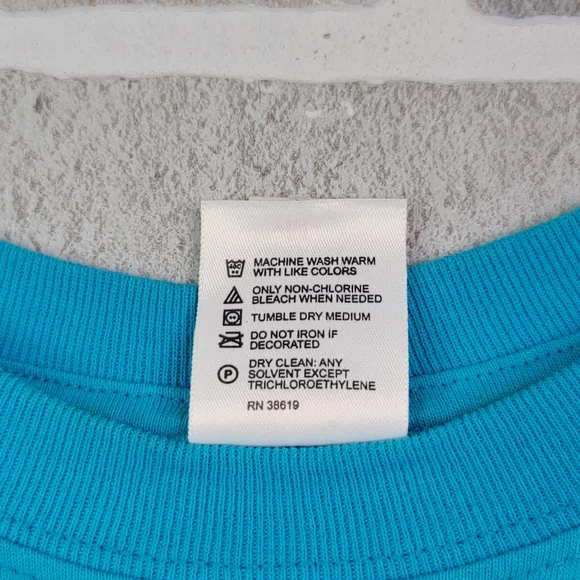 MACHINE WASH WARM
WITH LIKE COLORS
ONLY NON-CHLORINE
BLEACH WHEN NEEDED
TUMBLE DRY MEDIUM
DO NOT IRON IF
DECORATED
P
DRY CLEAN: ANY
SOLVENT EXCEPT
TRICHLOROETHYLENE
RN 38619